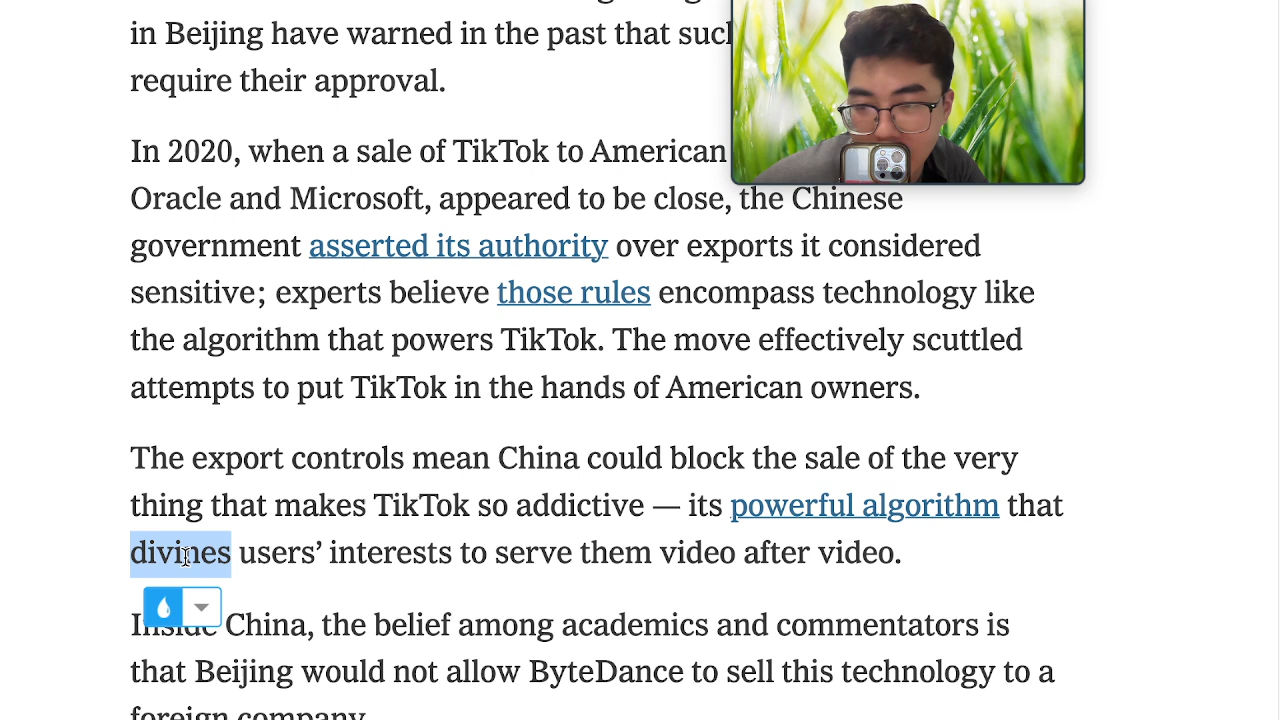 in Beijing have warned in the past that such
require their approval.
In 2020, when a sale of TikTok to American
Oracle and Microsoft, appeared to be close, the Chinese
government asserted its authority over exports it considered
sensitive; experts believe those rules encompass technology like
the algorithm that powers TikTok. The move effectively scuttled
attempts to put TikTok in the hands of American owners.
The export controls mean China could block the sale of the very
thing that makes TikTok so addictive — its powerful algorithm that
divines users’ interests to serve them video after video.
Inside China, the belief among academics and commentators is
that Beijing would not allow ByteDance to sell this technology to a
foreign company.